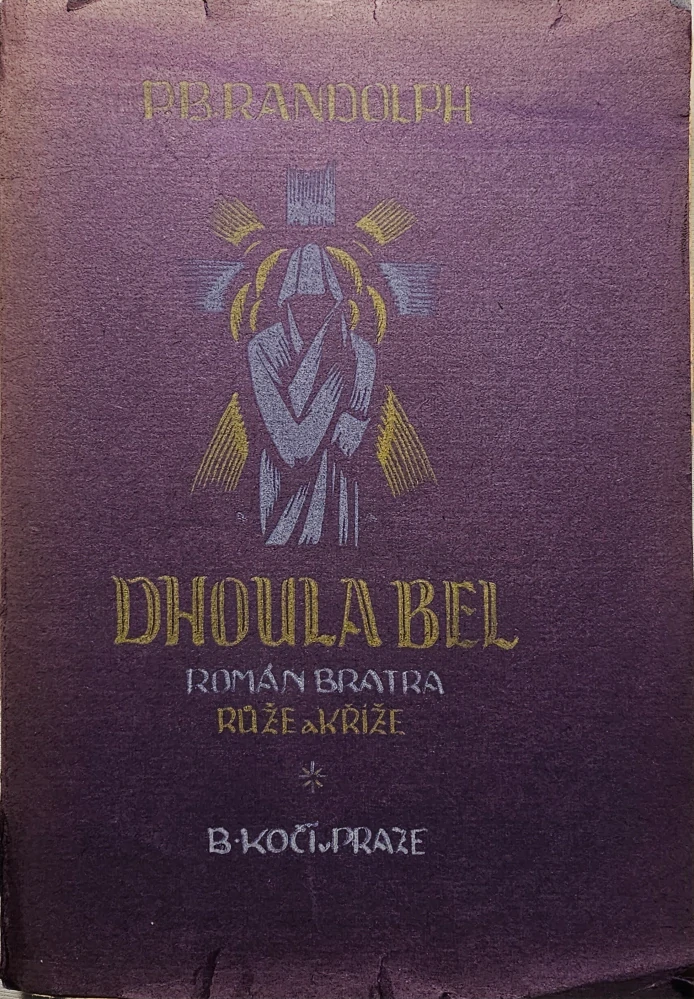 P.B. RANDOLPH
DHOULA BEL
ROMÁN BRATRA
RŮŽE a KŘÍŽE
B. KOČÍ v PRAZE